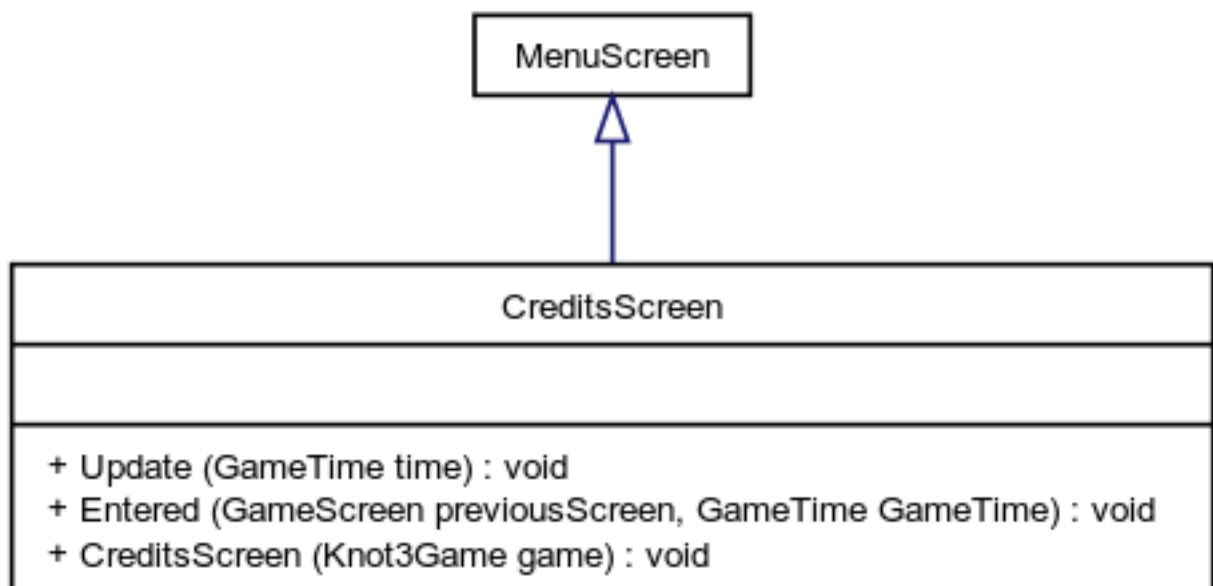 MenuScreen
CreditsScreen
+ Update (GameTime time) : void
+ Entered (GameScreen previousScreen, GameTime GameTime) : void
+ CreditsScreen (Knot3Game game) : void